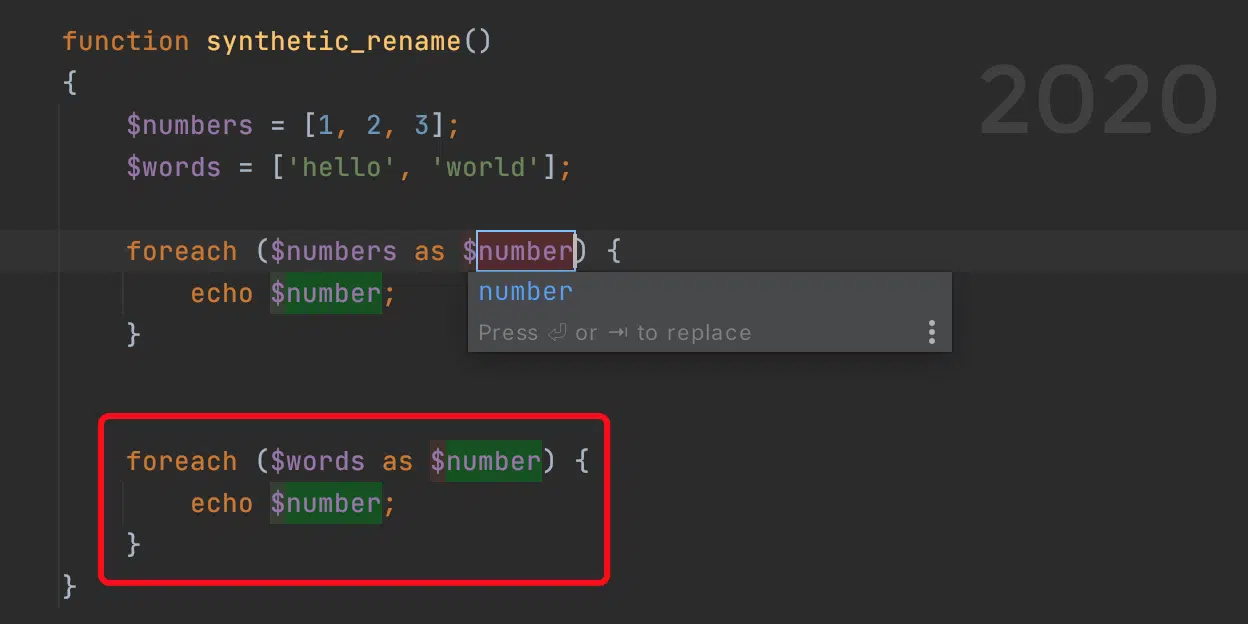 function synthetic_rename()
{
2020
$numbers = [1, 2, 3];
$words = ['hello', 'world'];
foreach ($numbers as $number) {
echo $number;
number
Press ⏎ or ⇥ to replace
}
foreach ($words as $number) {
echo $number;
}
}